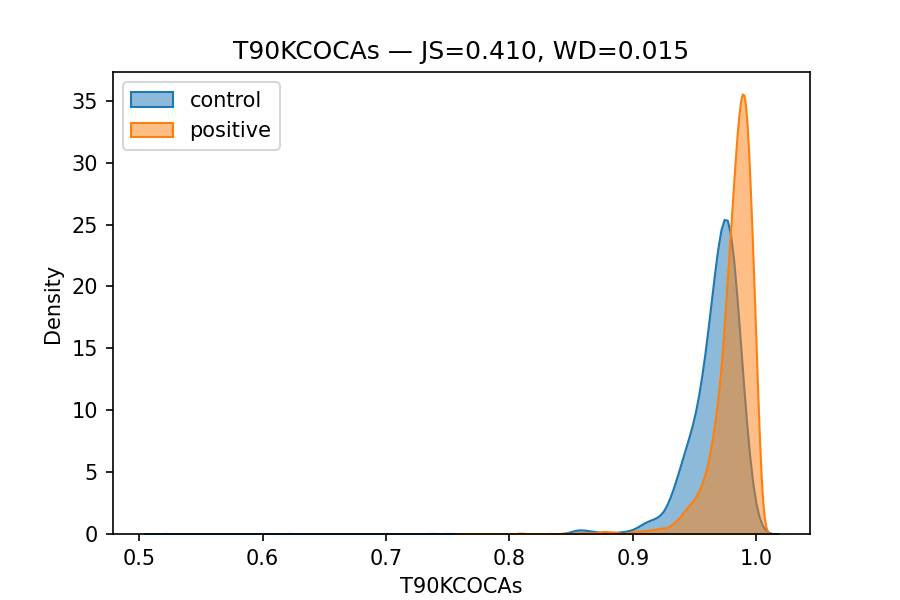 T90KCOCAs — JS=0.410, WD=0.015
control
positive
Density
35
30
25
20
15
10
5
0
0.5 0.6 0.7 0.8 0.9 1.0
T90KCOCAs